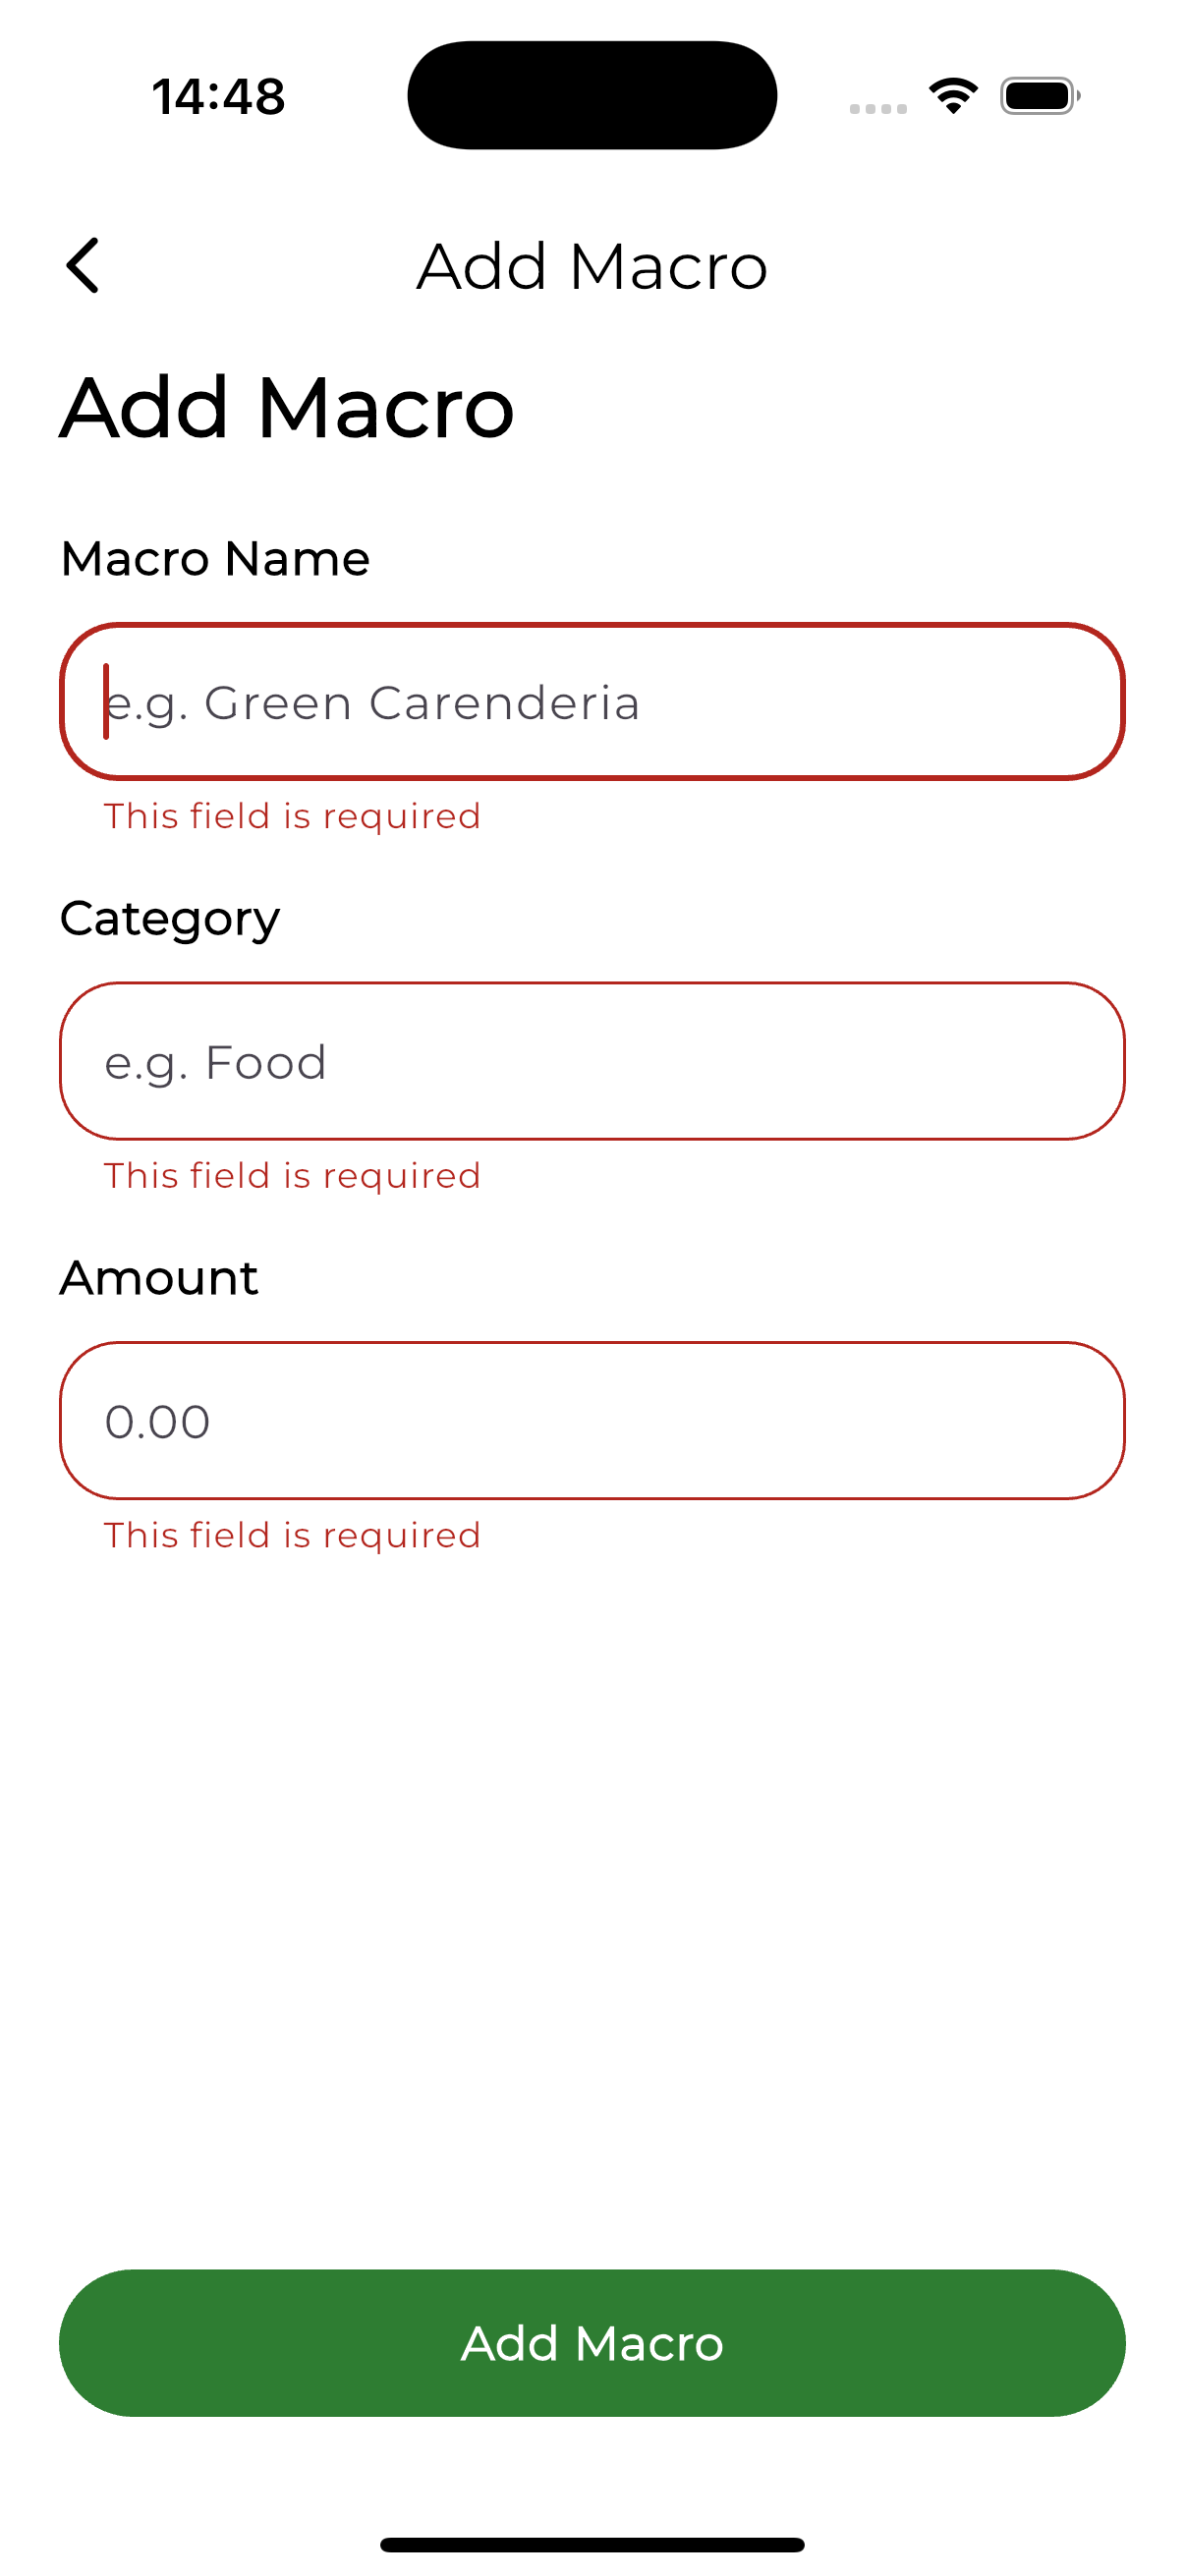 14:48
Add Macro
Add Macro
Macro Name
e.g. Green Carenderia
This field is required
Category
e.g. Food
This field is required
Amount
0.00
This field is required
Add Macro